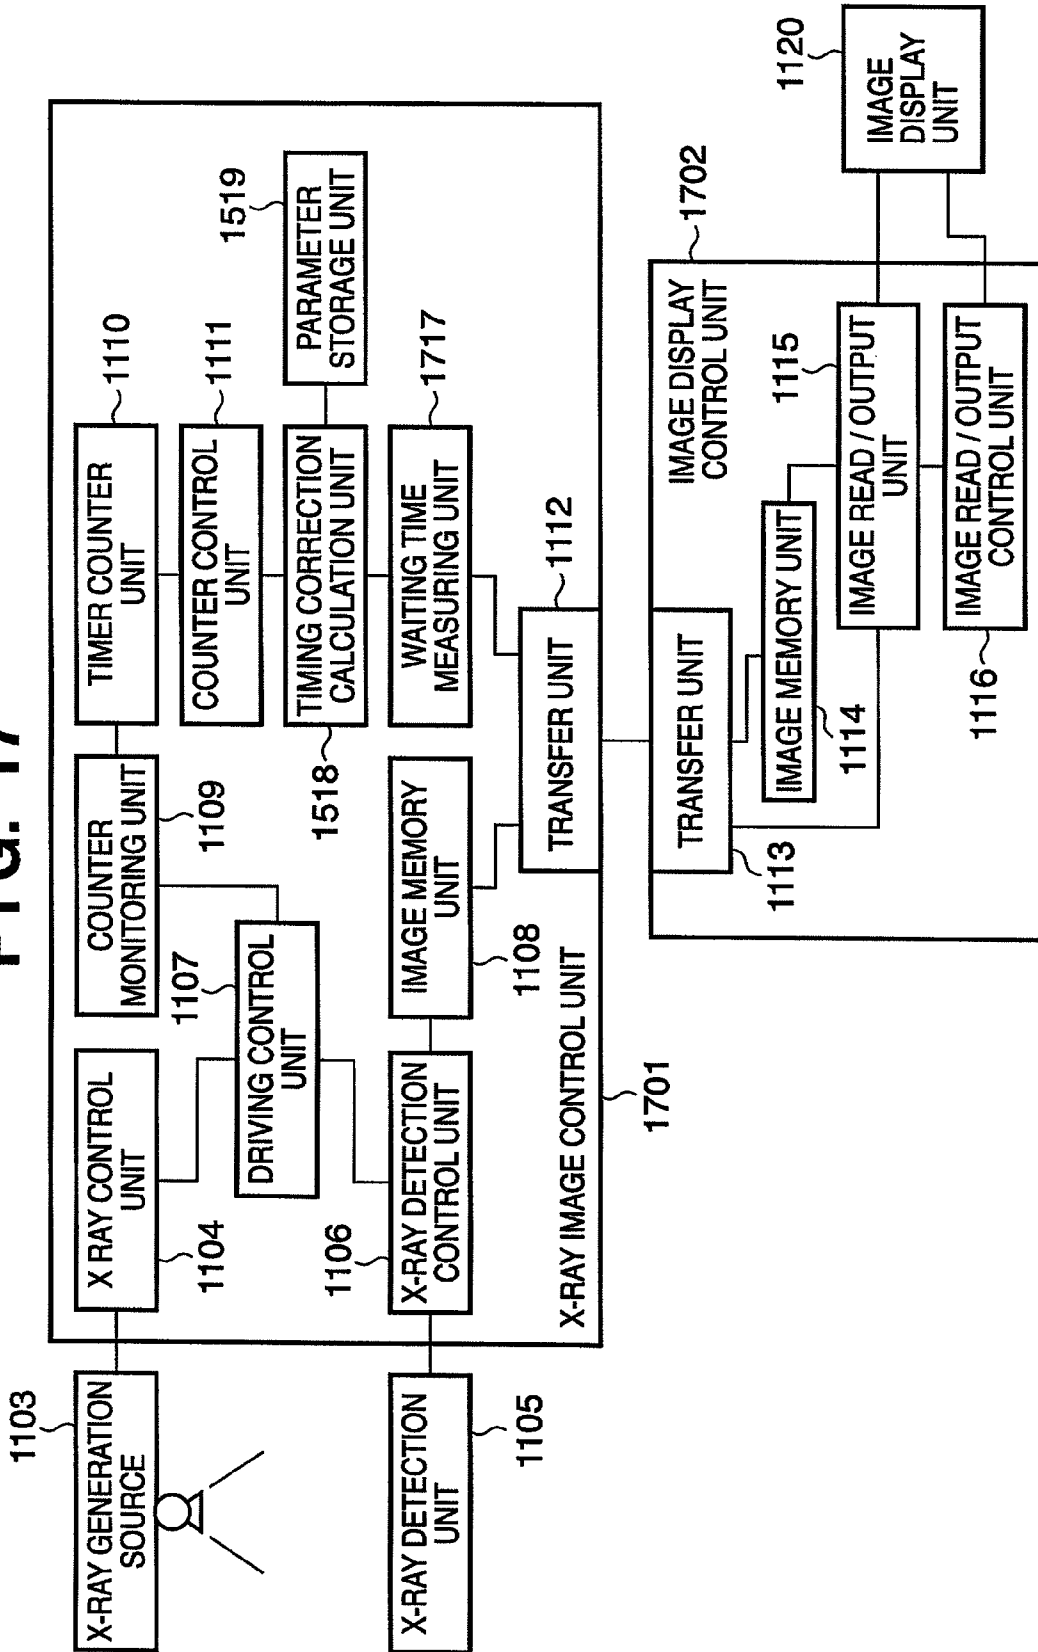 FIG. 17
1103
X-RAY GENERATION
SOURCE
X RAY CONTROL
UNIT
1104
COUNTER
MONITORING UNIT
1109
TIMER COUNTER
UNIT
1110
1107
DRIVING CONTROL
UNIT
COUNTER CONTROL
UNIT
1111
TIMING CORRECTION
CALCULATION UNIT
1518
PARAMETER
STORAGE UNIT
1519
X-RAY DETECTION
UNIT
1105
1106
X-RAY DETECTION
CONTROL UNIT
IMAGE MEMORY
UNIT
1108
WAITING TIME
MEASURING UNIT
1717
TRANSFER UNIT
1112
X-RAY IMAGE CONTROL UNIT
1701
TRANSFER UNIT
1113
IMAGE DISPLAY
CONTROL UNIT
1702
IMAGE MEMORY UNIT
1114
1115
IMAGE READ / OUTPUT
UNIT
IMAGE READ / OUTPUT
CONTROL UNIT
1116
1120
IMAGE
DISPLAY
UNIT